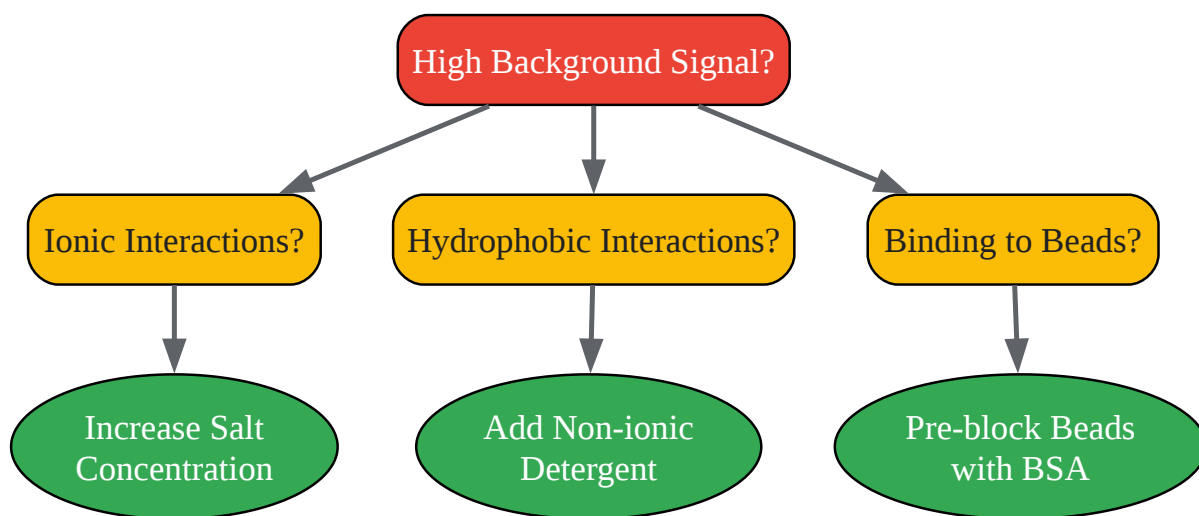 High Background Signal?
Ionic Interactions?
Hydrophobic Interactions?
Binding to Beads?
Increase Salt
Concentration
Add Non-ionic
Detergent
Pre-block Beads
with BSA